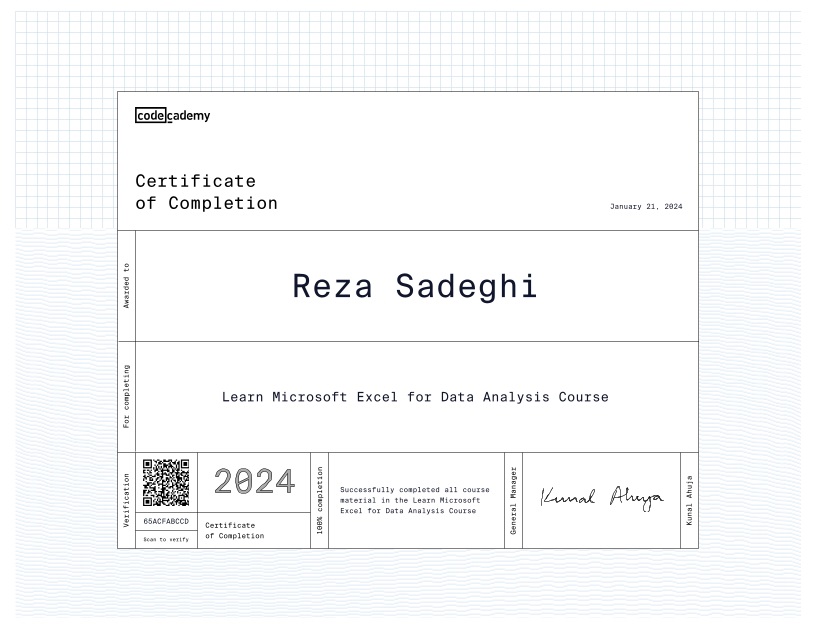 codecademy
Certificate
of Completion
January 21, 2024
Awarded to
Reza Sadeghi
For completing
Learn Microsoft Excel for Data Analysis Course
Verification
65ACFABCCD
Scan to verify
2024
Certificate
of Completion
100% completion
Successfully completed all course
material in the Learn Microsoft
Excel for Data Analysis Course
General Manager
Kunal Ahuja
Kunal Ahuja